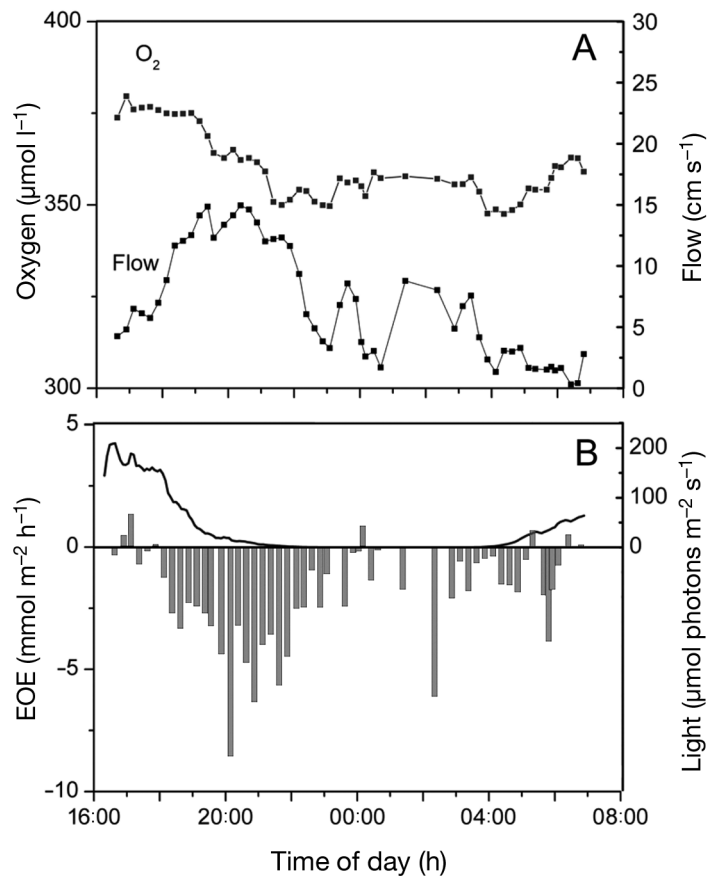 400
350
300
Oxygen (µmol l⁻¹)
O₂
Flow
A
30
25
20
15
10
5
0
Flow (cm s⁻¹)
5
0
−5
−10
EOE (mmol m⁻² h⁻¹)
B
200
100
0
Light (µmol photons m⁻² s⁻¹)
16:00 20:00 00:00 04:00 08:00
Time of day (h)